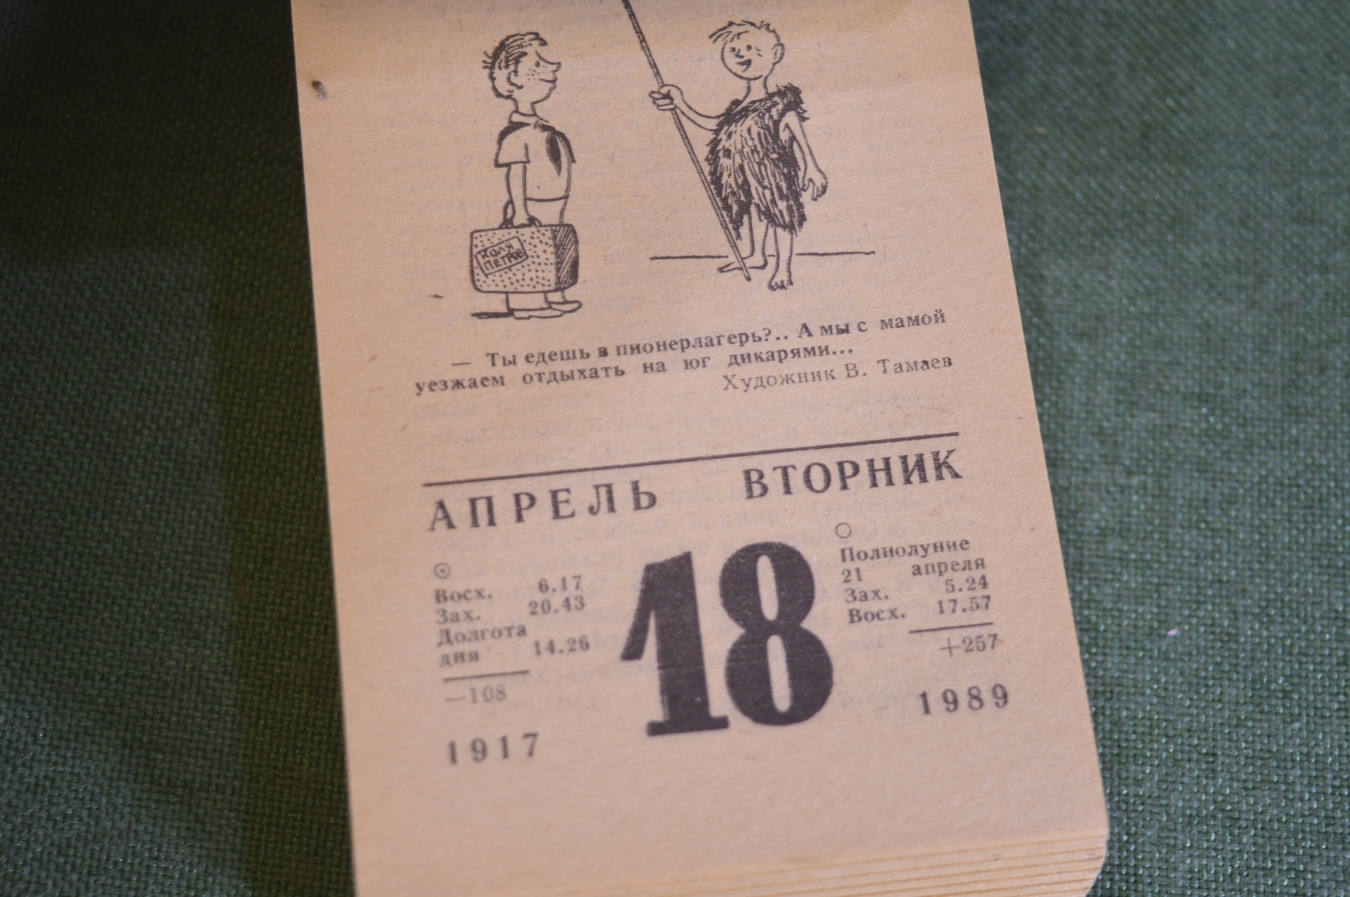 КОЛЯ
ПЕТРОВ
— Ты едешь в пионерлагерь?.. А мы с мамой
уезжаем отдыхать на юг дикарями...
Художник В. Тамаев
АПРЕЛЬ ВТОРНИК
18
Восх. 6.17
Зах. 20.43
Долгота
дня 14.26
—108
1917
Полнолуние
21 апреля
Зах. 5.24
Восх. 17.57
+257
1989